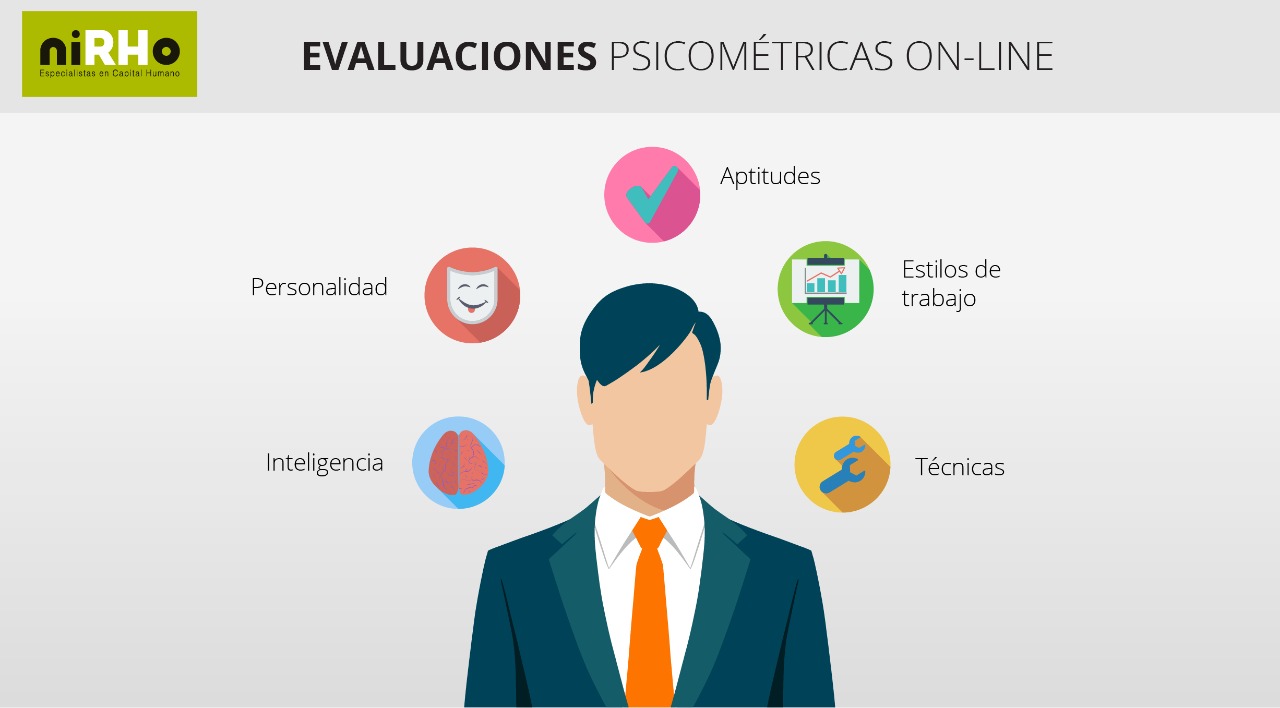 niRHo
Especialistas en Capital Humano
EVALUACIONES PSICOMÉTRICAS ON-LINE
Aptitudes
Personalidad
Estilos de
trabajo
Inteligencia
Técnicas